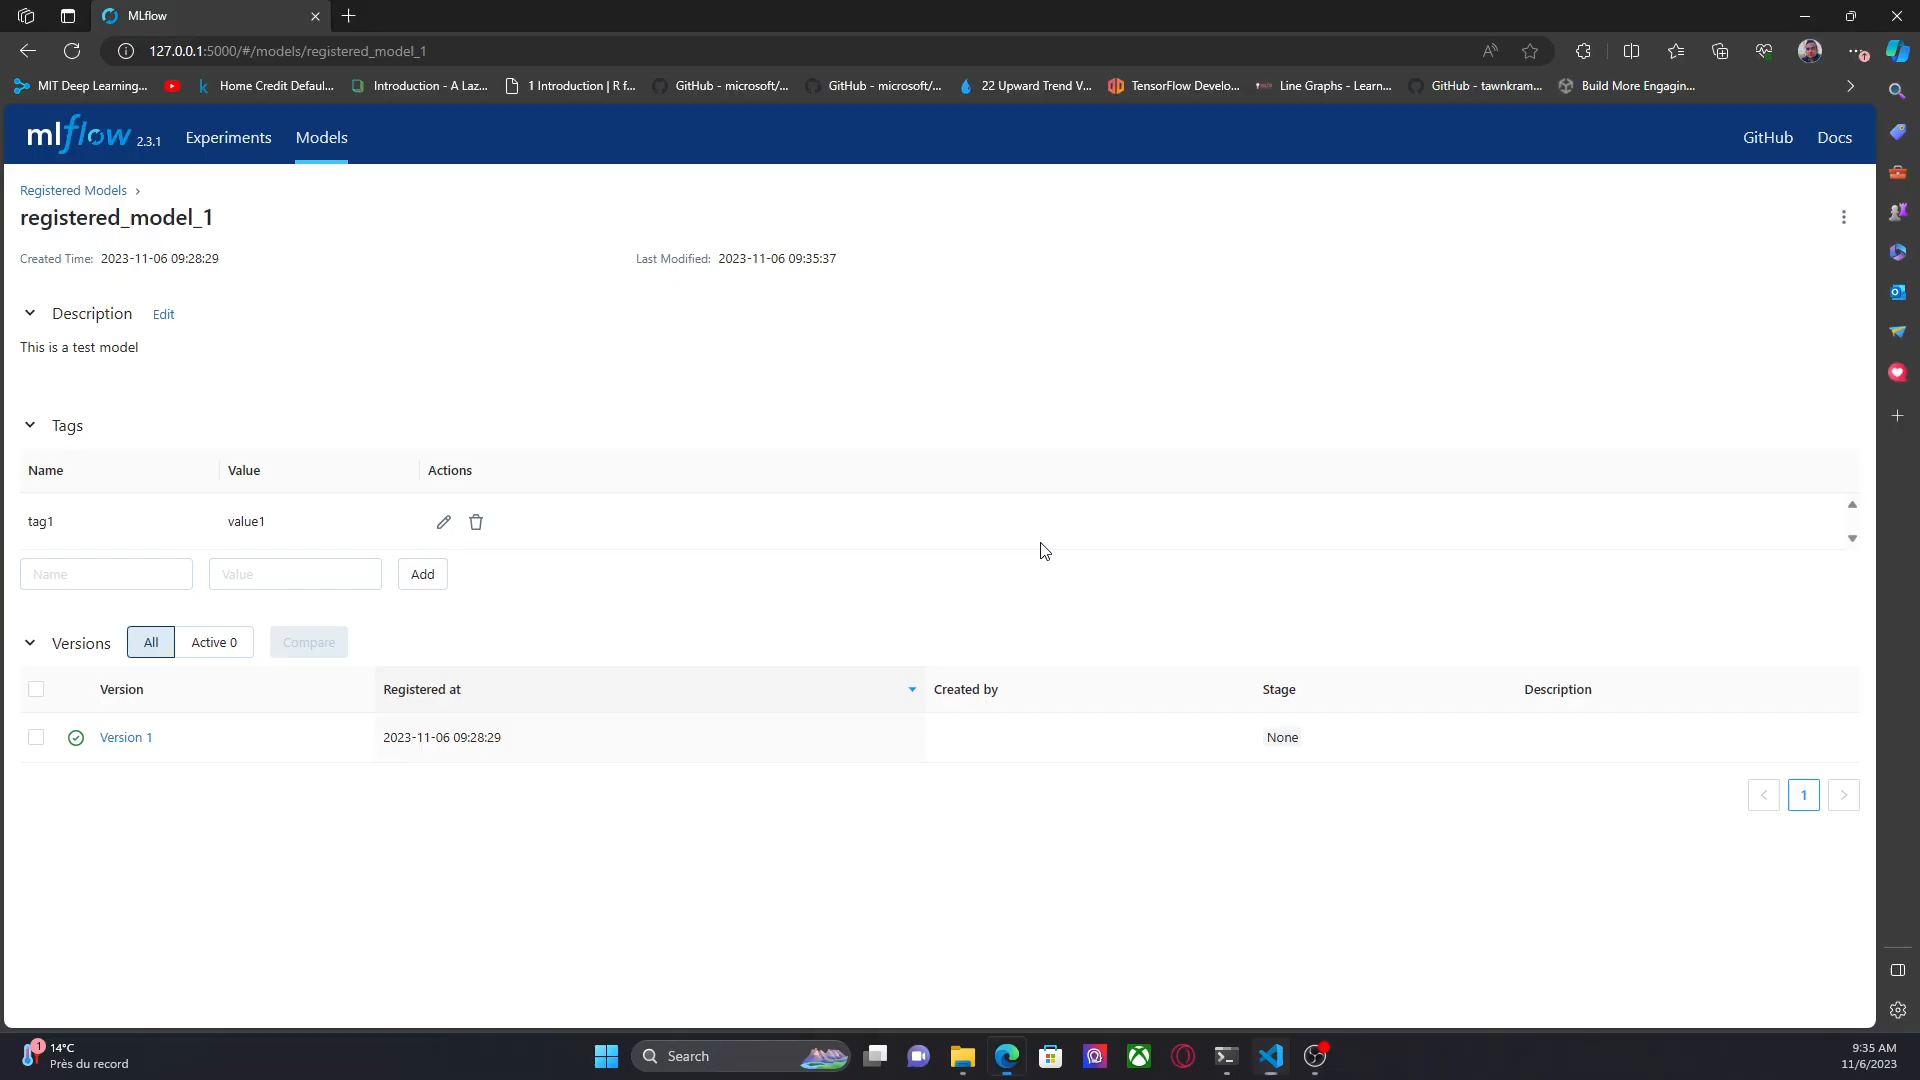 MLflow
127.0.0.1:5000/#/models/registered_model_1
MIT Deep Learning...
Home Credit Defaul...
Introduction - A Laz...
1 Introduction | R f...
GitHub - microsoft/...
GitHub - microsoft/...
22 Upward Trend V...
TensorFlow Develo...
Line Graphs - Learn...
GitHub - tawnkram...
Build More Engagin...
mlflow 2.3.1
Experiments
Models
GitHub
Docs
Registered Models ›
registered_model_1
Created Time: 2023-11-06 09:28:29
Last Modified: 2023-11-06 09:35:37
Description
Edit
This is a test model
Tags
Name Value Actions
tag1 value1
Name Value Add
Versions All Active 0 Compare
Version Registered at Created by Stage Description
Version 1 2023-11-06 09:28:29 None
< 1 >
1
14°C
Près du record
Search
9:35 AM
11/6/2023